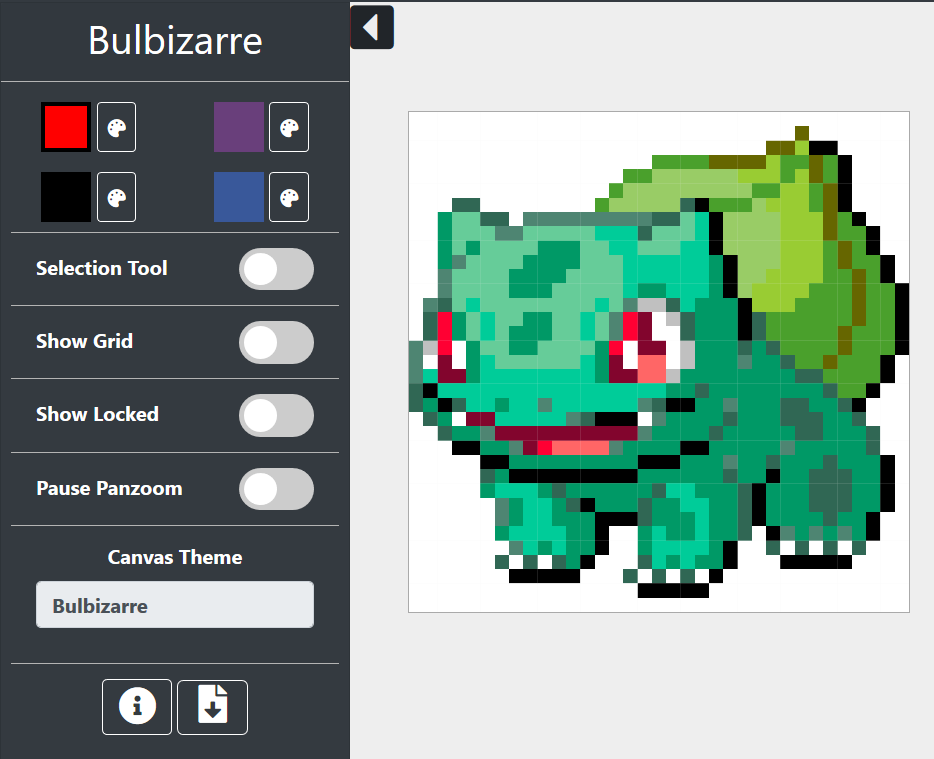 Bulbizarre
Selection Tool
Show Grid
Show Locked
Pause Panzoom
Canvas Theme
Bulbizarre